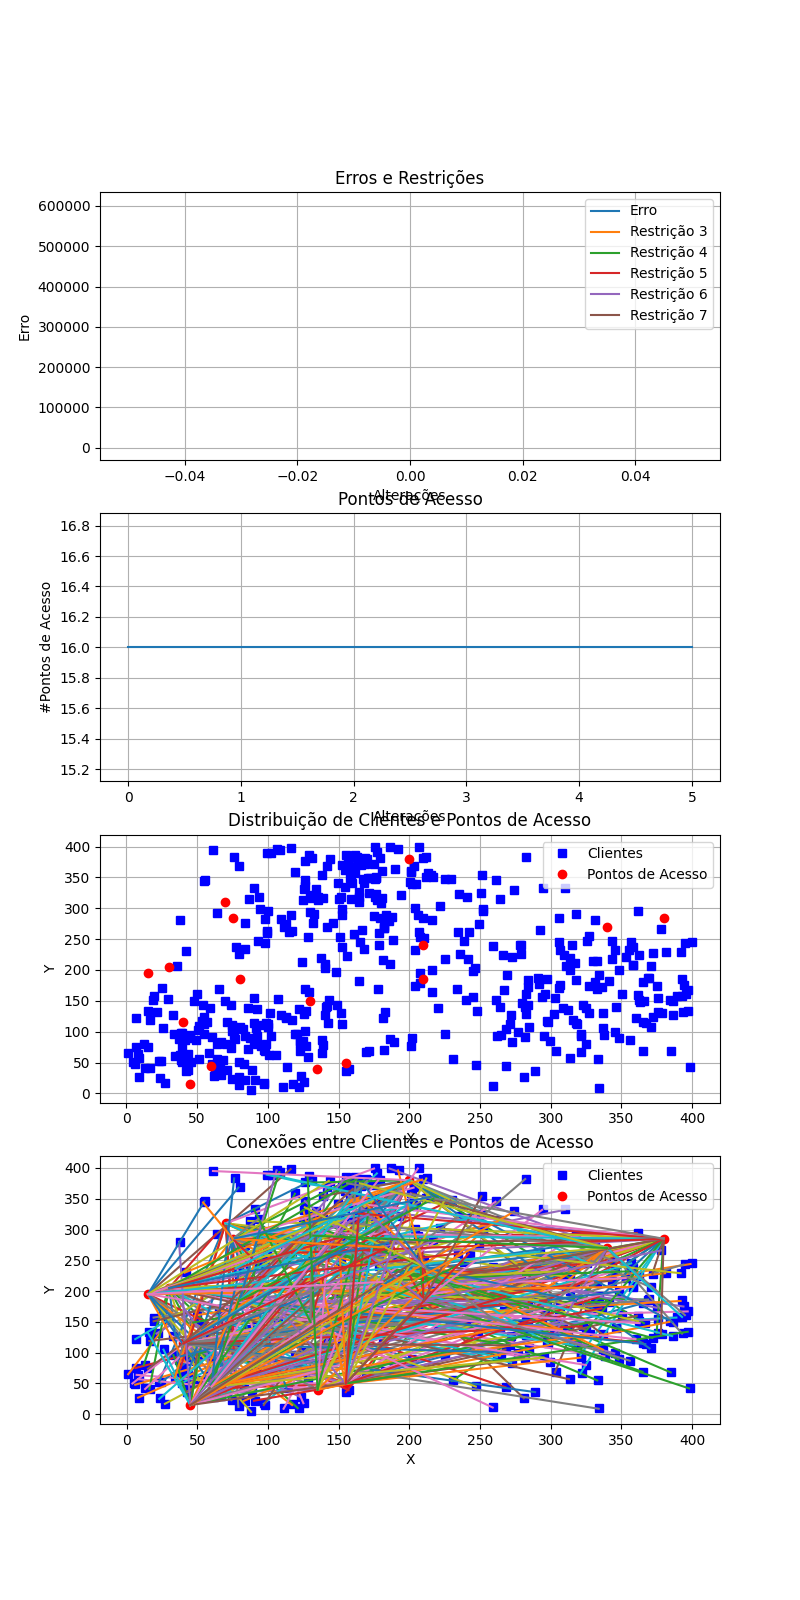 Erros e Restrições
600000
500000
400000
300000
200000
100000
0
Erro
Erro
Restrição 3
Restrição 4
Restrição 5
Restrição 6
Restrição 7
−0.04
−0.02
0.00
0.02
0.04
Alterações
Pontos de Acesso
16.8
16.6
16.4
16.2
16.0
15.8
15.6
15.4
15.2
#Pontos de Acesso
0
1
2
3
4
5
Alterações
Distribuição de Clientes e Pontos de Acesso
400
350
300
250
200
150
100
50
0
Y
Clientes
Pontos de Acesso
0
50
100
150
200
250
300
350
400
X
Conexões entre Clientes e Pontos de Acesso
400
350
300
250
200
150
100
50
0
Y
Clientes
Pontos de Acesso
0
50
100
150
200
250
300
350
400
X